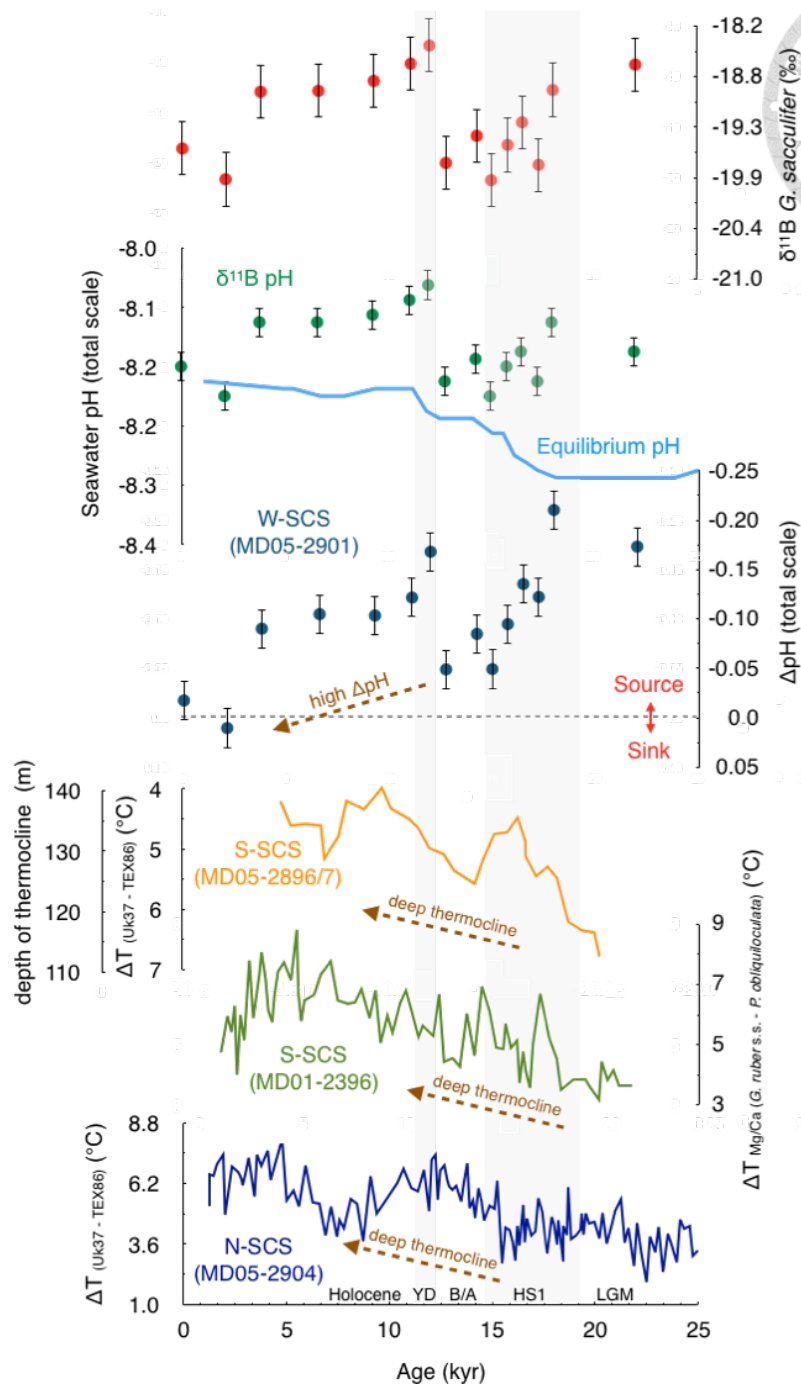 -18.2
-18.8
-19.3
-19.9
-20.4
-21.0
δ¹¹B G. sacculifer (‰)
-8.0
-8.1
-8.2
-8.2
-8.3
-8.4
Seawater pH (total scale)
δ¹¹B pH
Equilibrium pH
W-SCS
(MD05-2901)
-0.25
-0.20
-0.15
-0.10
-0.05
0.0
0.05
ΔpH (total scale)
high ΔpH
Source
Sink
depth of thermocline (m)
140
130
120
110
ΔT (Uk37 - TEX86) (°C)
4
5
6
7
S-SCS
(MD05-2896/7)
deep thermocline
9
7
5
3
ΔT Mg/Ca (G. ruber s.s. - P. obliquiloculata) (°C)
S-SCS
(MD01-2396)
deep thermocline
8.8
6.2
3.6
1.0
ΔT (Uk37 - TEX86) (°C)
N-SCS
(MD05-2904)
deep thermocline
Holocene YD B/A HS1 LGM
0 5 10 15 20 25
Age (kyr)